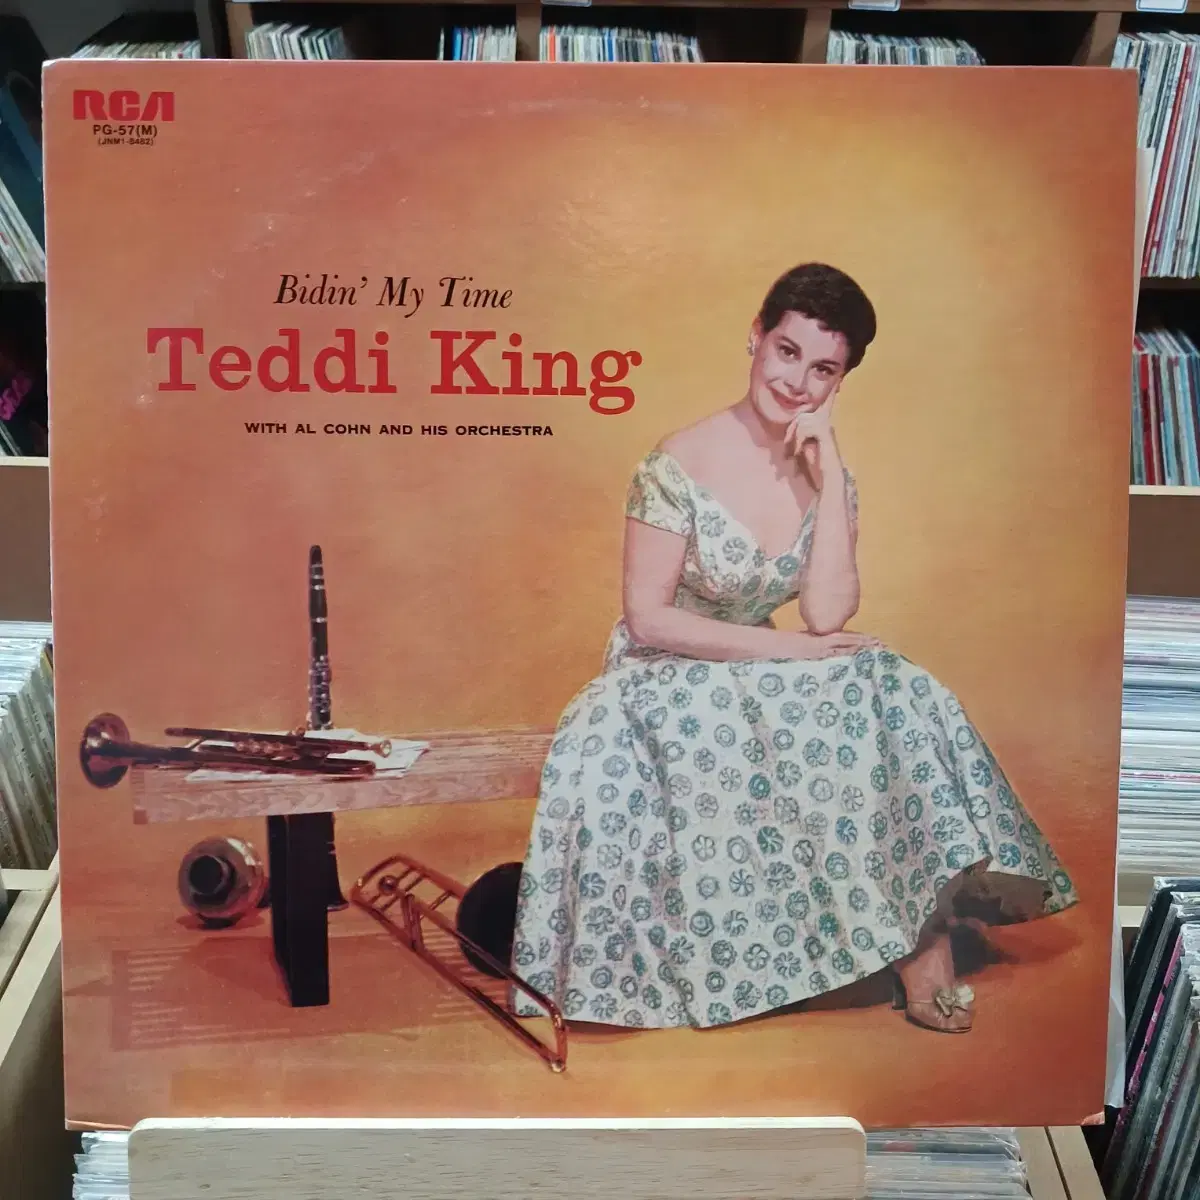 RCA
PG-57(M)
(JNM1-8482)
Bidin' My Time
Teddi King
WITH AL COHN AND HIS ORCHESTRA